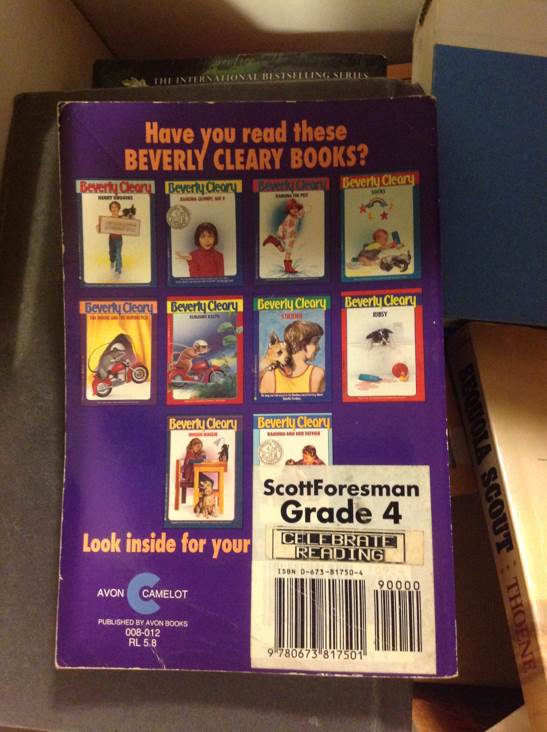 THE INTERNATIONAL BESTSELLING SERIES
Have you read these
BEVERLY CLEARY BOOKS?
Beverly Cleary
HENRY HUGGINS
Beverly Cleary
RAMONA QUIMBY, AGE 8
Beverly Cleary
RAMONA THE PEST
Beverly Cleary
SOCKS
Beverly Cleary
THE MOUSE AND THE MOTORCYCLE
Beverly Cleary
RUNAWAY RALPH
Beverly Cleary
STRIDER
Beverly Cleary
RIBSY
Beverly Cleary
Beverly Cleary
RAMONA AND HER FATHER
Look inside for your
ScottForesman
Grade 4
CELEBRATE
READING
ISBN 0-673-81750-4
90000
9 780673 817501
AVON CAMELOT
PUBLISHED BY AVON BOOKS
008-012
RL 5.8
SCOUT : THOENE